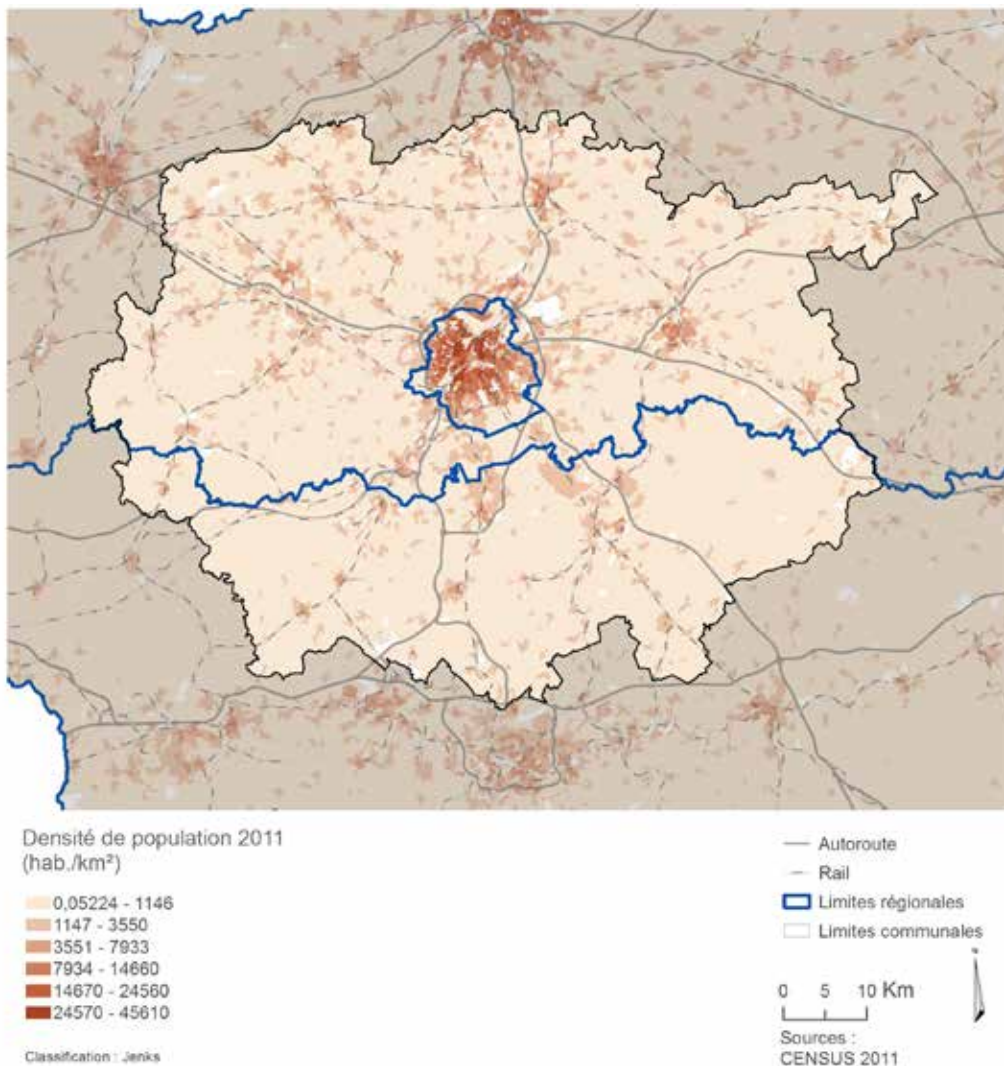 Densité de population 2011
(hab./km²)
0,05224 - 1146
1147 - 3550
3551 - 7933
7934 - 14660
14670 - 24560
24570 - 45610
Classification : Jenks
Autoroute
Rail
Limites régionales
Limites communales
0 5 10 Km
Sources :
CENSUS 2011